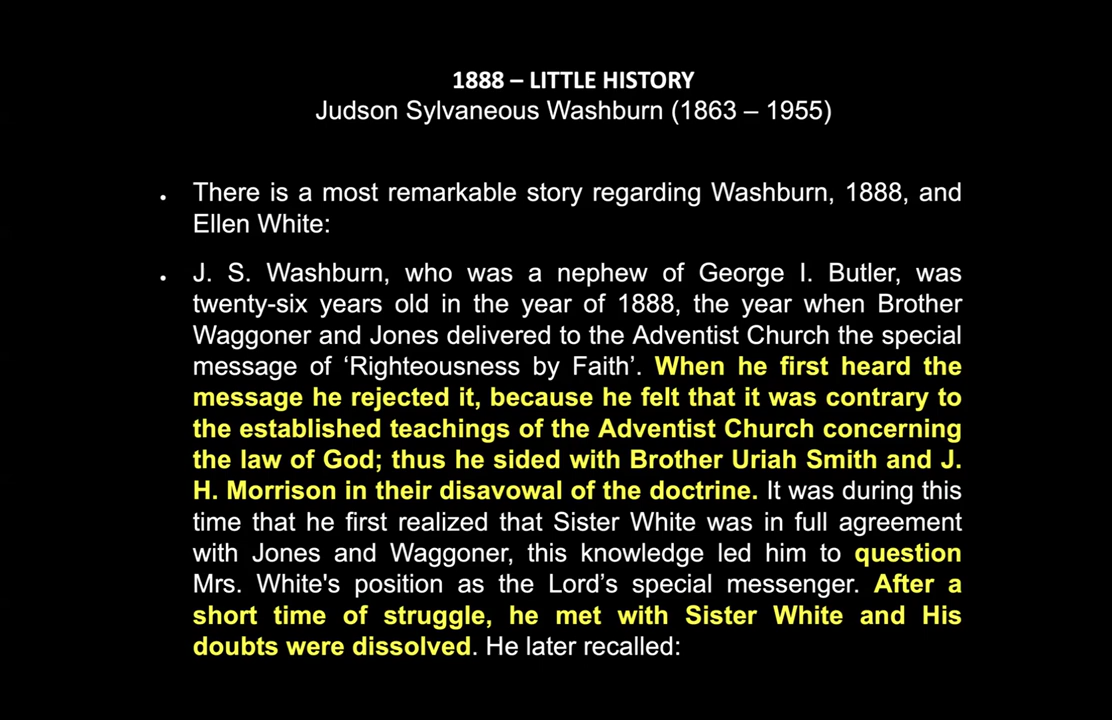 1888 – LITTLE HISTORY
Judson Sylvaneous Washburn (1863 – 1955)
• There is a most remarkable story regarding Washburn, 1888, and
Ellen White:
• J. S. Washburn, who was a nephew of George I. Butler, was
twenty-six years old in the year of 1888, the year when Brother
Waggoner and Jones delivered to the Adventist Church the special
message of ‘Righteousness by Faith’. When he first heard the
message he rejected it, because he felt that it was contrary to
the established teachings of the Adventist Church concerning
the law of God; thus he sided with Brother Uriah Smith and J.
H. Morrison in their disavowal of the doctrine. It was during this
time that he first realized that Sister White was in full agreement
with Jones and Waggoner, this knowledge led him to question
Mrs. White's position as the Lord’s special messenger. After a
short time of struggle, he met with Sister White and His
doubts were dissolved. He later recalled: